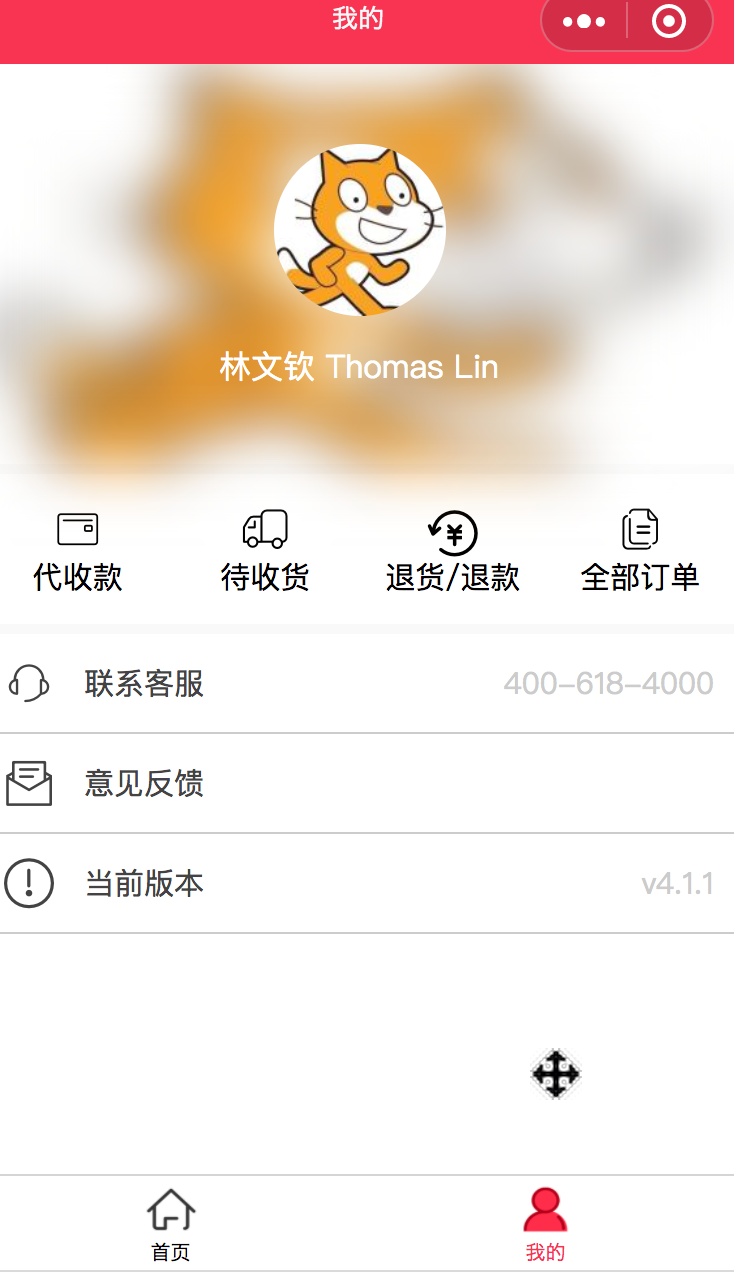 我的
林文钦 Thomas Lin
代收款
待收货
退货/退款
全部订单
联系客服 400-618-4000
意见反馈
当前版本 v4.1.1
首页
我的